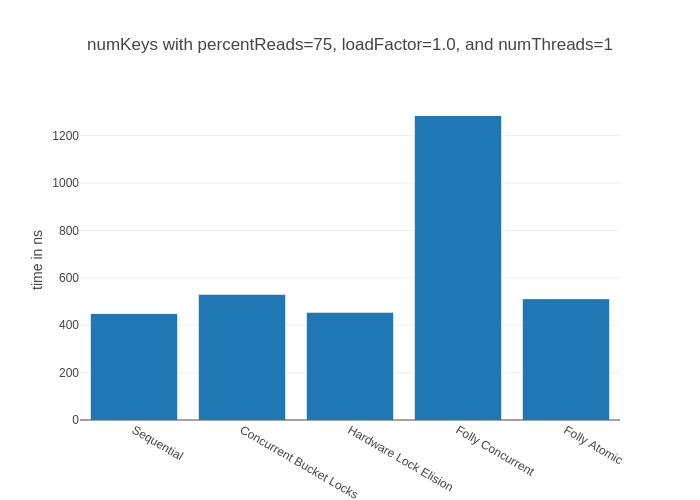 numKeys with percentReads=75, loadFactor=1.0, and numThreads=1
time in ns
1200
1000
800
600
400
200
0
Sequential
Concurrent Bucket Locks
Hardware Lock Elision
Folly Concurrent
Folly Atomic